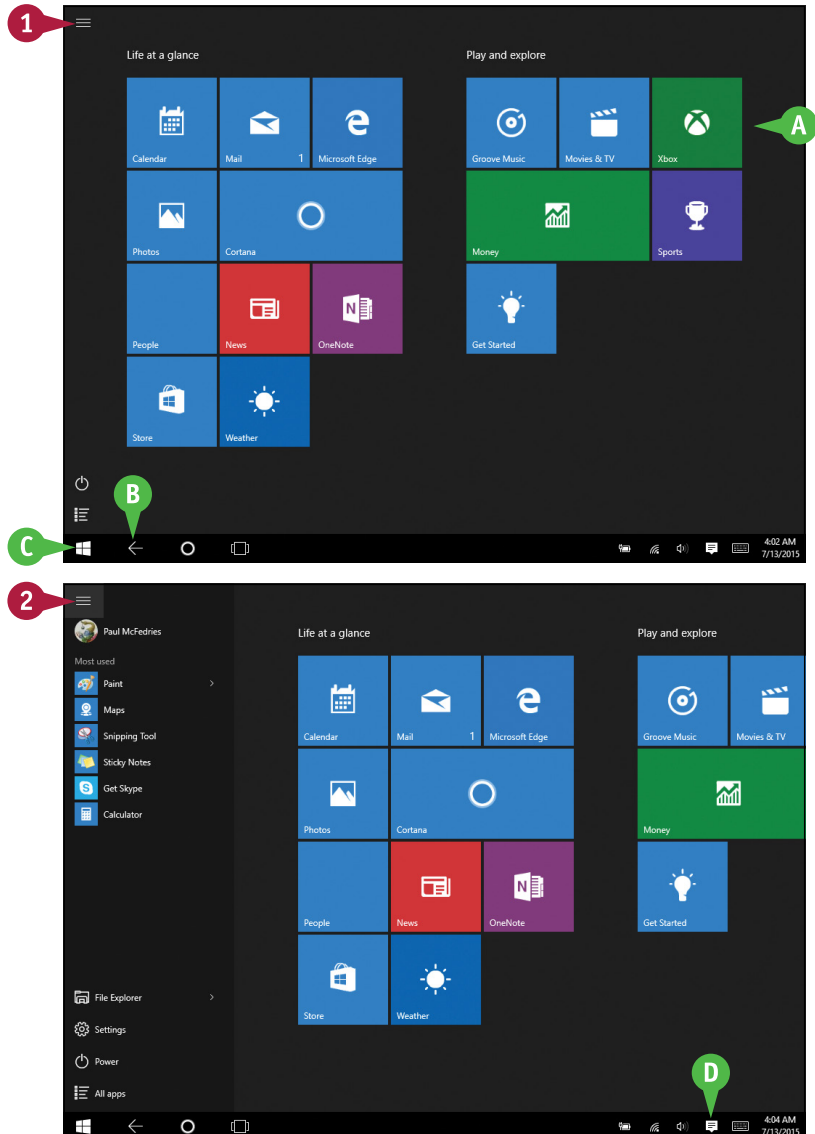 1
Life at a glance
Play and explore
A
Calendar
Mail 1
Microsoft Edge
Groove Music
Movies & TV
Xbox
Photos
Cortana
Money
Sports
People
News
OneNote
Get Started
Store
Weather
B
C
4:02 AM
7/13/2015
2
Paul McFedries
Most used
Paint
Maps
Snipping Tool
Sticky Notes
Get Skype
Calculator
File Explorer
Settings
Power
All apps
Life at a glance
Play and explore
Calendar
Mail 1
Microsoft Edge
Groove Music
Movies & TV
Photos
Cortana
Money
People
News
OneNote
Get Started
Store
Weather
D
4:04 AM
7/13/2015